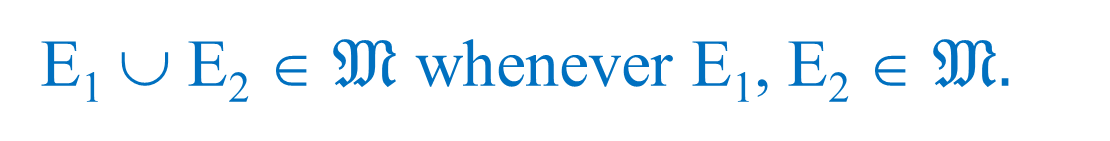 E₁ ∪ E₂ ∈ 𝔐 whenever E₁, E₂ ∈ 𝔐.